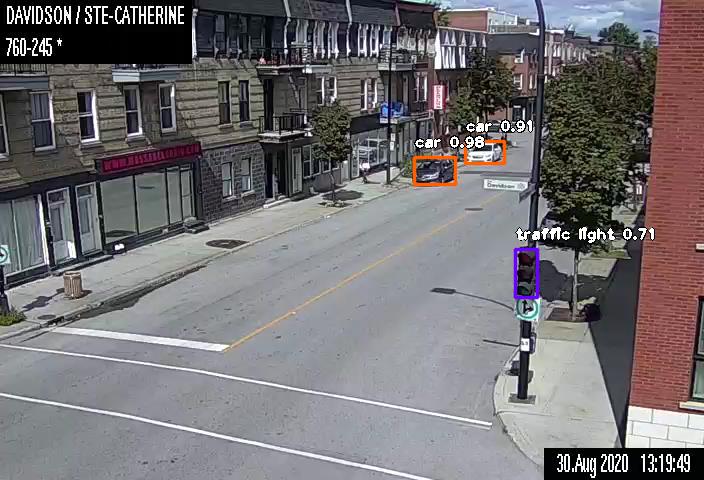 DAVIDSON / STE-CATHERINE
760-245 *
car 0.91
car 0.98
Davidson
traffic light 0.71
30.Aug 2020 13:19:49